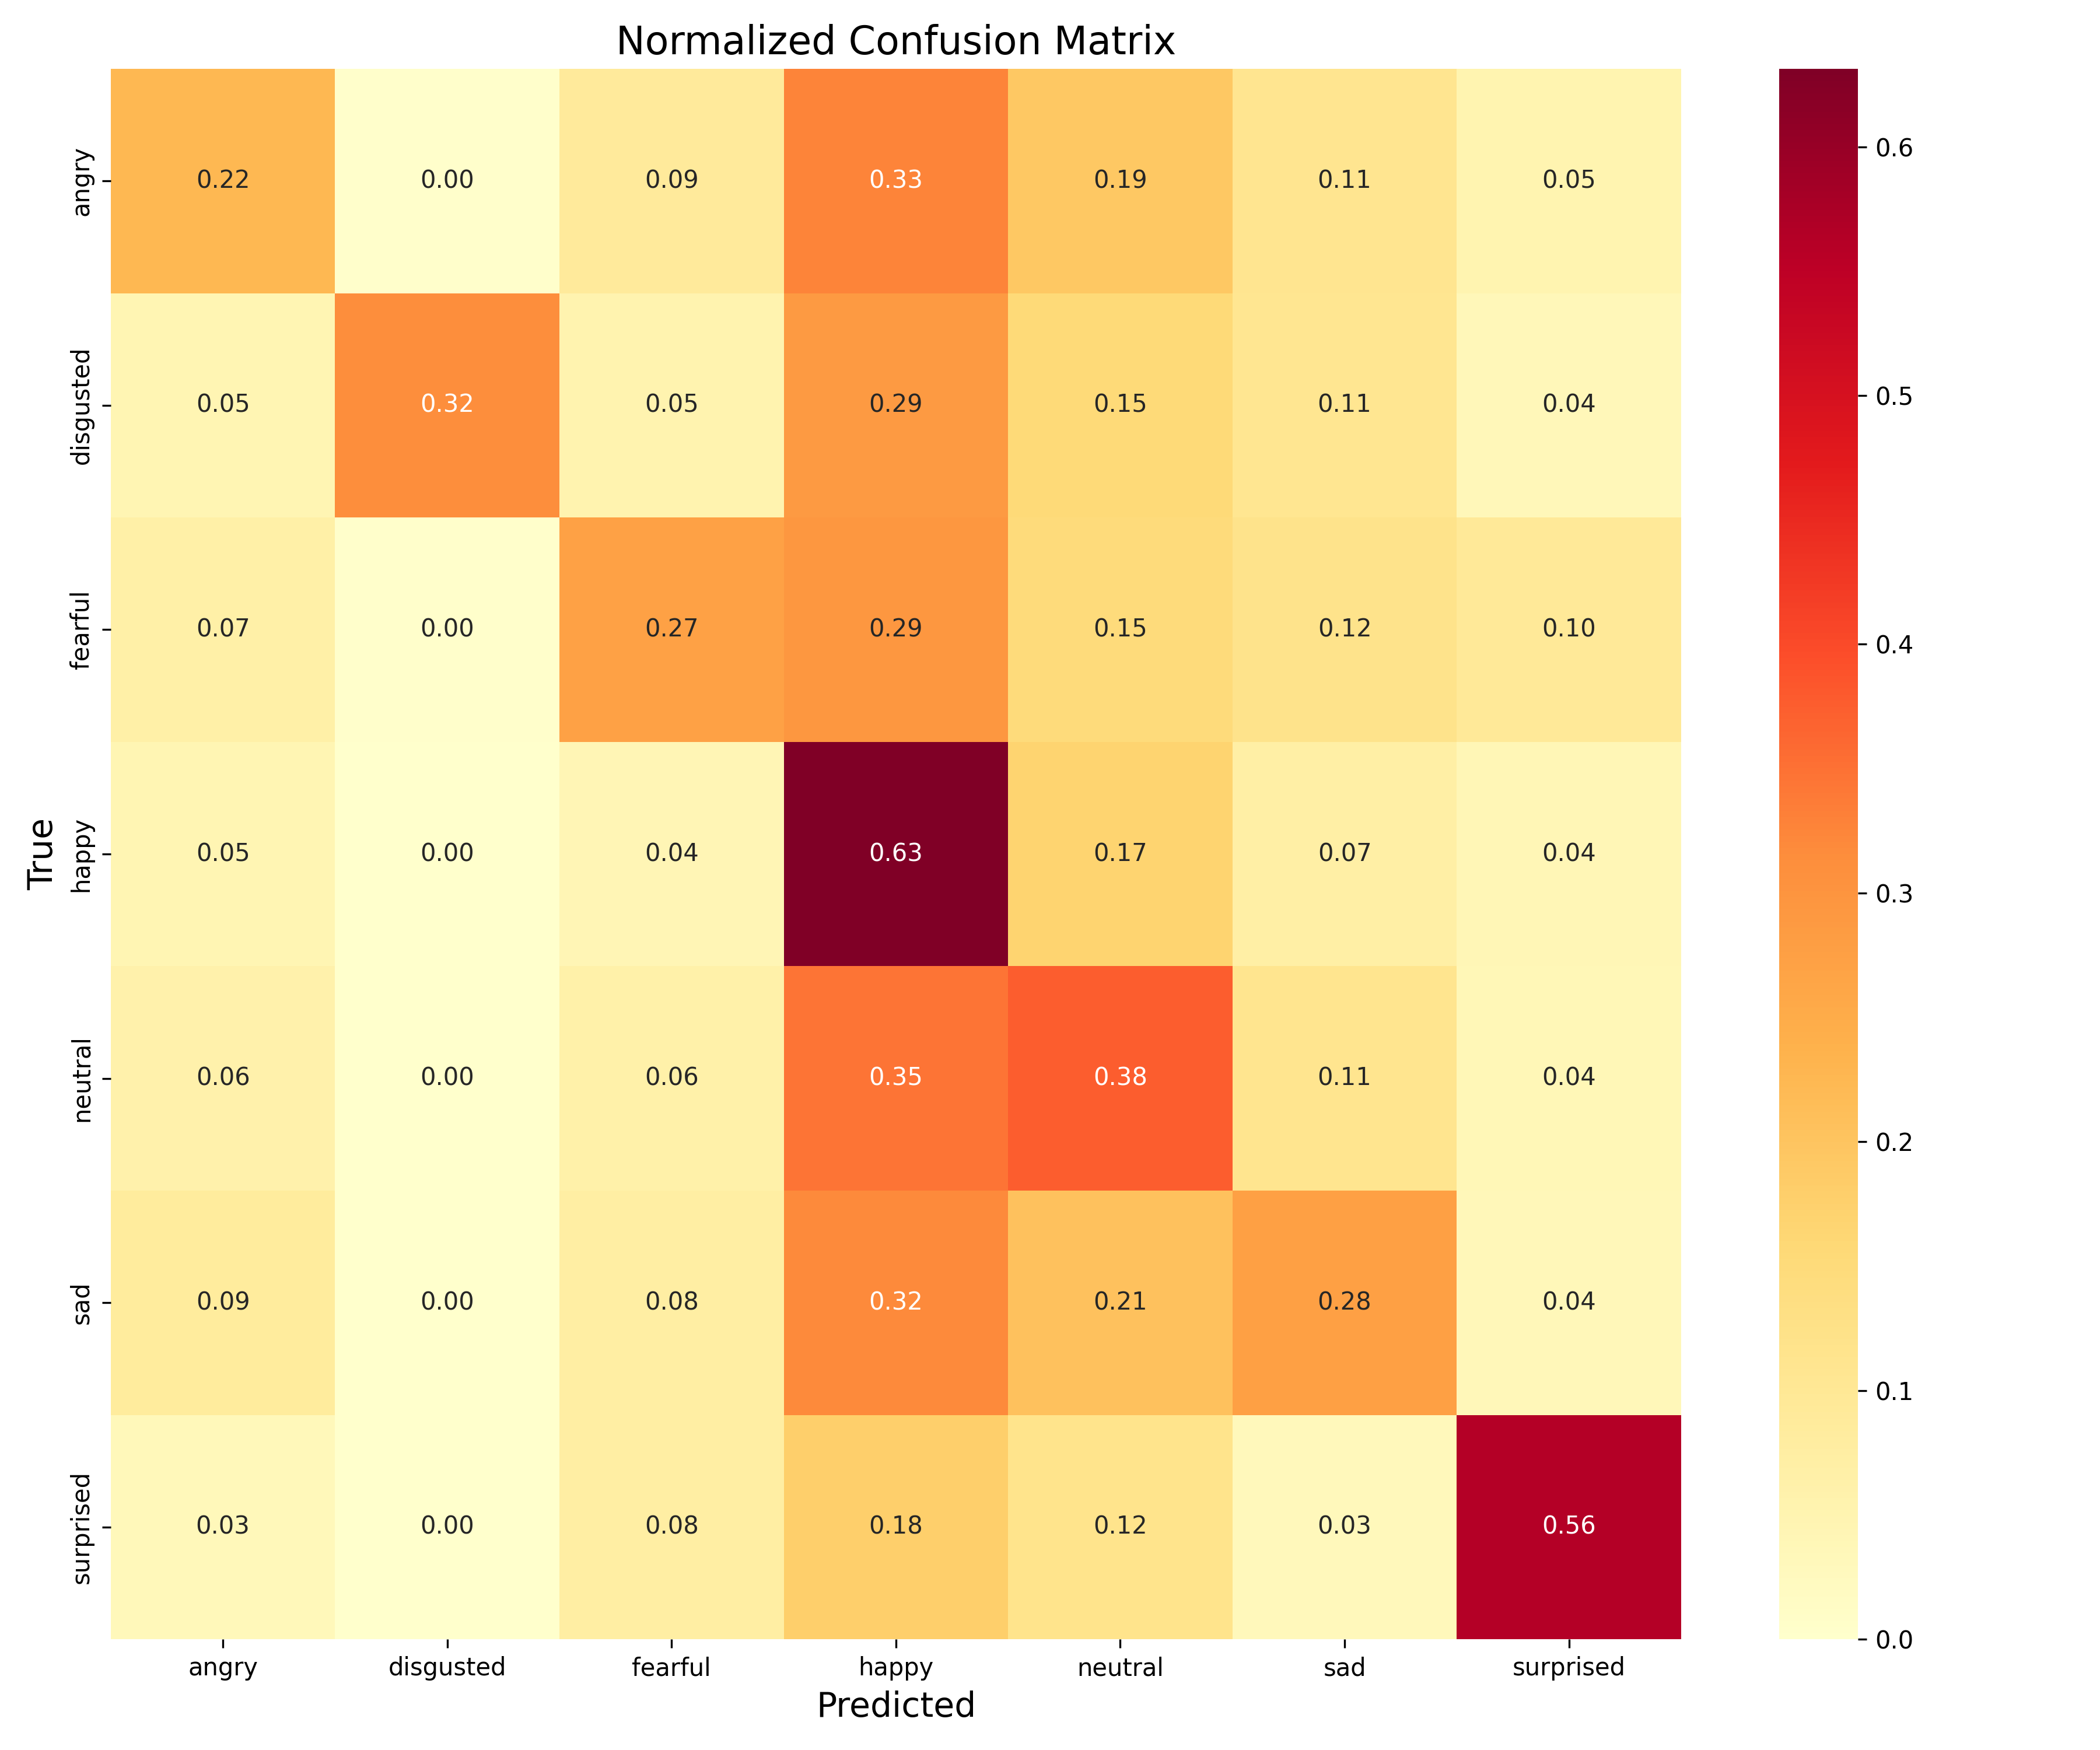 Normalized Confusion Matrix
True
angry 0.22 0.00 0.09 0.33 0.19 0.11 0.05
disgusted 0.05 0.32 0.05 0.29 0.15 0.11 0.04
fearful 0.07 0.00 0.27 0.29 0.15 0.12 0.10
happy 0.05 0.00 0.04 0.63 0.17 0.07 0.04
neutral 0.06 0.00 0.06 0.35 0.38 0.11 0.04
sad 0.09 0.00 0.08 0.32 0.21 0.28 0.04
surprised 0.03 0.00 0.08 0.18 0.12 0.03 0.56
angry disgusted fearful happy neutral sad surprised
Predicted
0.6
0.5
0.4
0.3
0.2
0.1
0.0